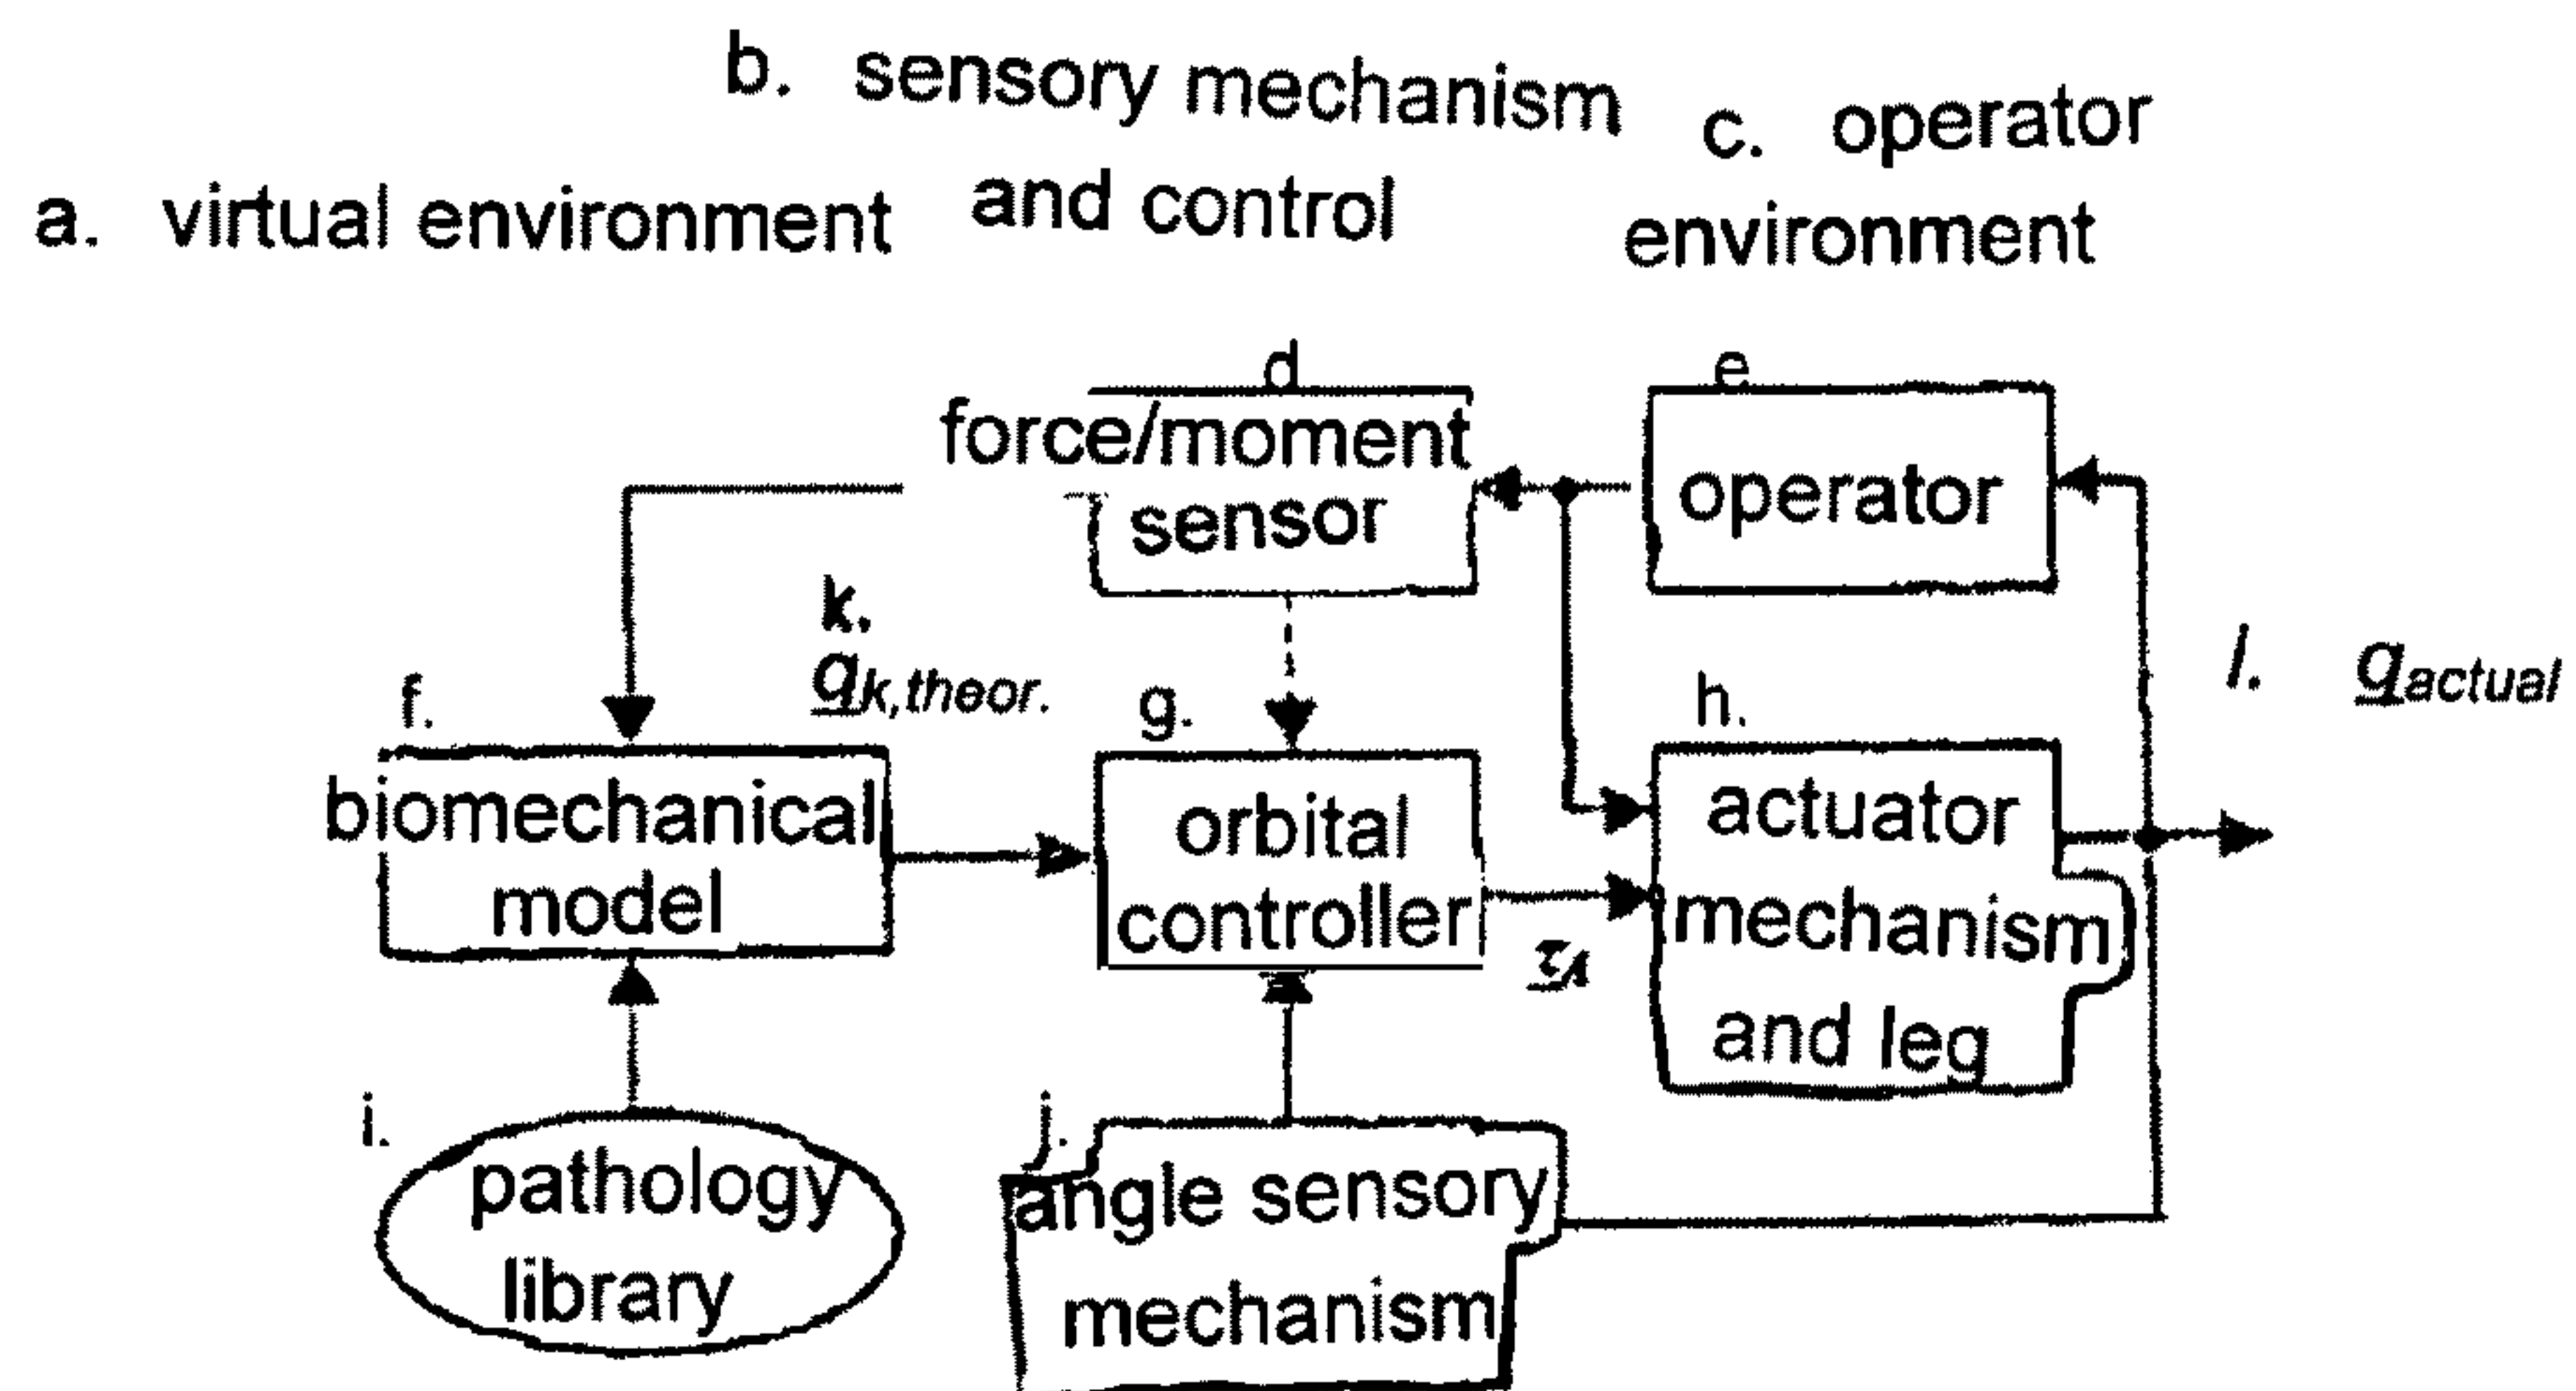 b. sensory mechanism
and control
c. operator
environment
a. virtual environment
d
force/moment
sensor
e
operator
k.
q k,theor.
l. q actual
f.
biomechanical
model
g.
orbital
controller
h.
actuator
mechanism
and leg
τA
i.
pathology
library
j.
angle sensory
mechanism